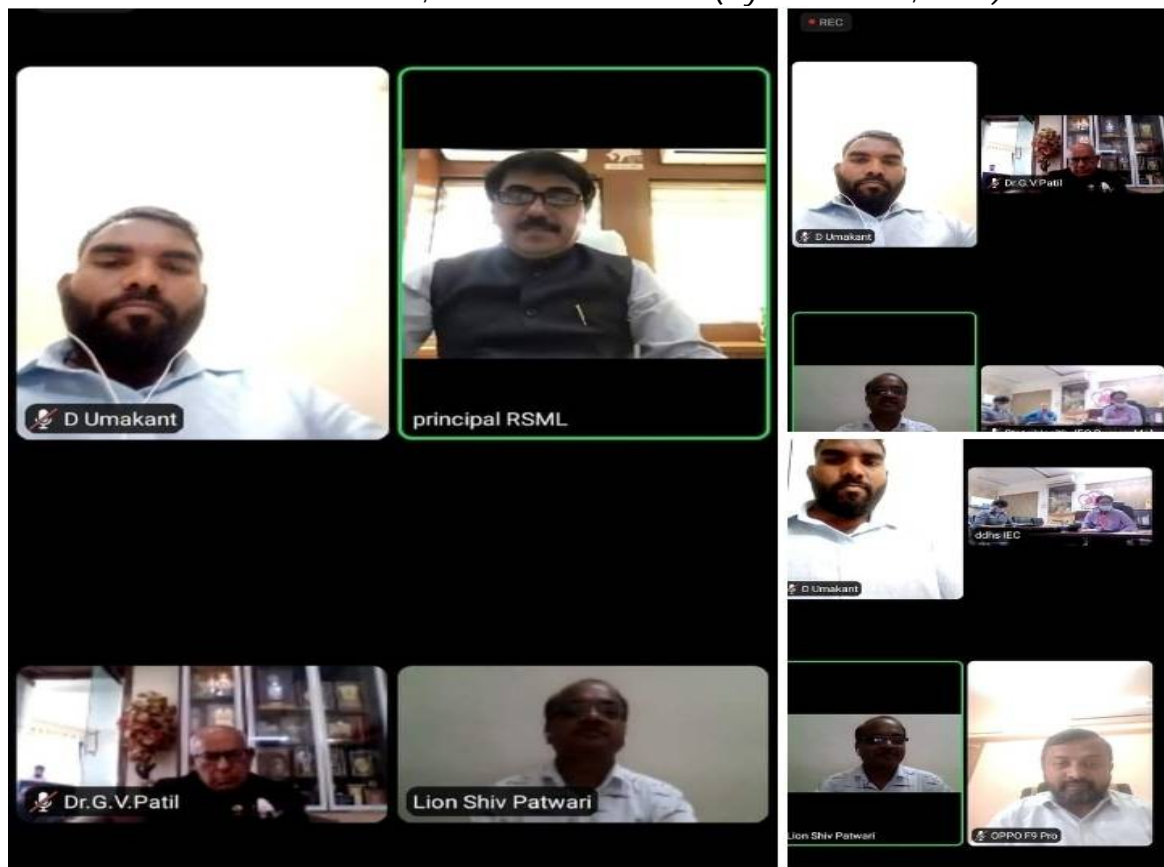 D Umakant
principal RSML
Dr.G.V.Patil
Lion Shiv Patwari
REC
Dr.G.V.Patil
D Umakant
D Umakant
ddhs IEC
Lion Shiv Patwari
OPPO F9 Pro